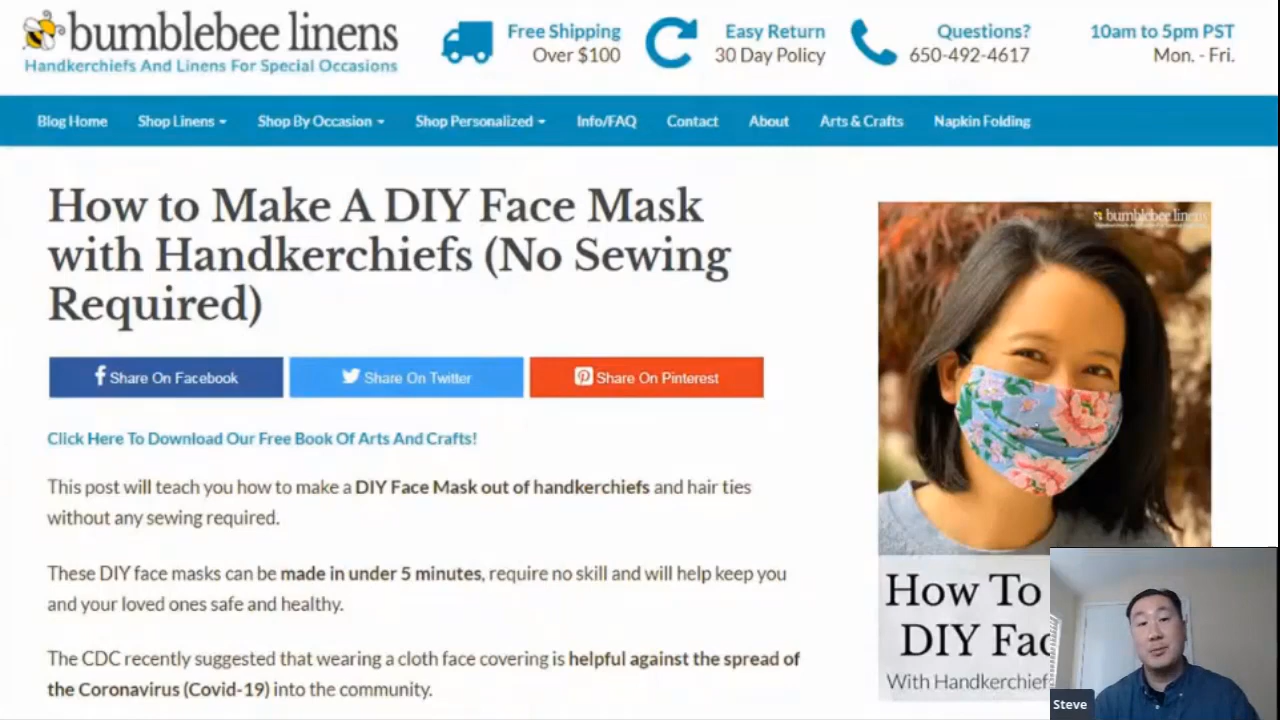 bumblebee linens
Handkerchiefs And Linens For Special Occasions
Free Shipping
Over $100
Easy Return
30 Day Policy
Questions?
650-492-4617
10am to 5pm PST
Mon. - Fri.
Blog Home Shop Linens Shop By Occasion Shop Personalized Info/FAQ Contact About Arts & Crafts Napkin Folding
How to Make A DIY Face Mask
with Handkerchiefs (No Sewing
Required)
Share On Facebook Share On Twitter Share On Pinterest
Click Here To Download Our Free Book Of Arts And Crafts!
This post will teach you how to make a DIY Face Mask out of handkerchiefs and hair ties
without any sewing required.
These DIY face masks can be made in under 5 minutes, require no skill and will help keep you
and your loved ones safe and healthy.
The CDC recently suggested that wearing a cloth face covering is helpful against the spread of
the Coronavirus (Covid-19) into the community.
bumblebee linens
How To
DIY Fac
With Handkerchief
Steve